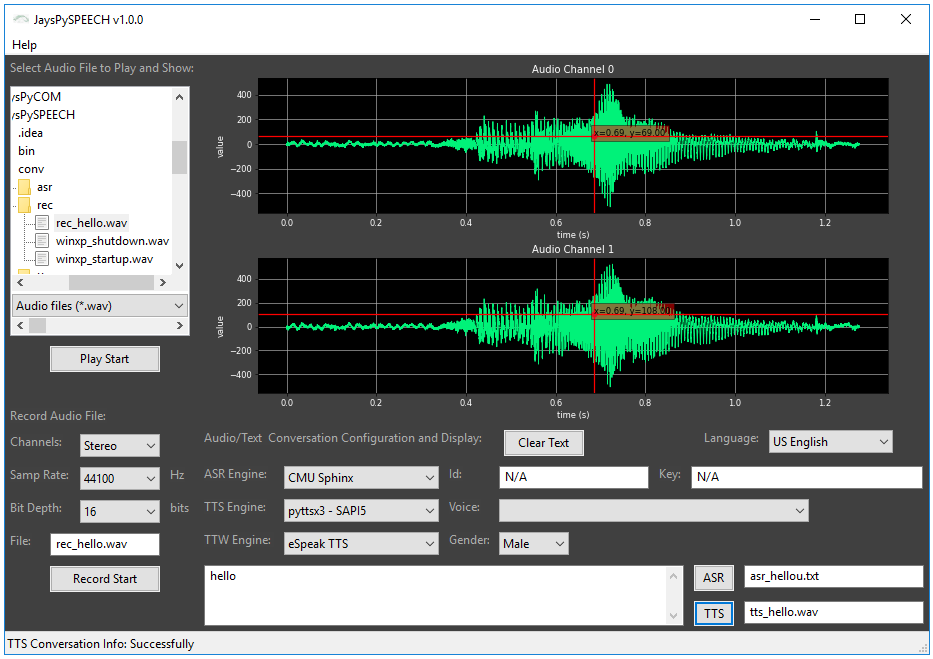 JaysPySPEECH v1.0.0
Help
Select Audio File to Play and Show:
ysPyCOM
ysPySPEECH
.idea
bin
conv
asr
rec
rec_hello.wav
winxp_shutdown.wav
winxp_startup.wav
Audio files (*.wav)
Play Start
Audio Channel 0
400
200
0
−200
−400
value
x=0.69, y=69.00
0.0 0.2 0.4 0.6 0.8 1.0 1.2
time (s)
Audio Channel 1
400
200
0
−200
−400
value
x=0.69, y=108.00
0.0 0.2 0.4 0.6 0.8 1.0 1.2
time (s)
Record Audio File:
Channels: Stereo
Samp Rate: 44100 Hz
Bit Depth: 16 bits
File: rec_hello.wav
Record Start
Audio/Text Conversation Configuration and Display: Clear Text Language: US English
ASR Engine: CMU Sphinx Id: N/A Key: N/A
TTS Engine: pyttsx3 - SAPI5 Voice:
TTW Engine: eSpeak TTS Gender: Male
hello
ASR asr_hellou.txt
TTS tts_hello.wav
TTS Conversation Info: Successfully